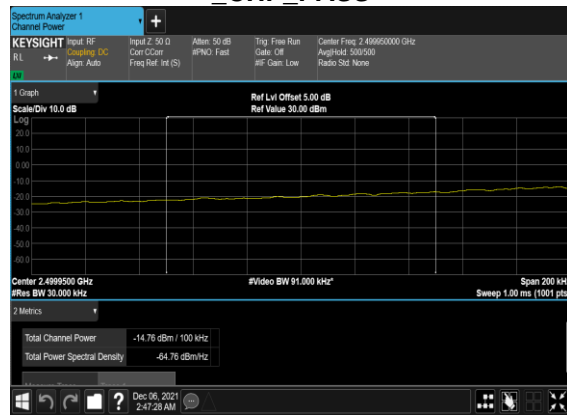 Spectrum Analyzer 1
Channel Power
+
KEYSIGHT
RL
Input: RF
Coupling: DC
Align: Auto
Input Z: 50 Ω
Corr CCorr
Freq Ref: Int (S)
Atten: 50 dB
#PNO: Fast
Trig: Free Run
Gate: Off
#IF Gain: Low
Center Freq: 2.499950000 GHz
Avg|Hold: 500/500
Radio Std: None
LW
1 Graph
Scale/Div 10.0 dB
Ref Lvl Offset 5.00 dB
Ref Value 30.00 dBm
Log
20.0
10.0
0.00
-10.0
-20.0
-30.0
-40.0
-50.0
-60.0
Center 2.4999500 GHz
#Video BW 91.000 kHz*
Span 200 kH
#Res BW 30.000 kHz
Sweep 1.00 ms (1001 pts
2 Metrics
Total Channel Power
-14.76 dBm / 100 kHz
Total Power Spectral Density
-64.76 dBm/Hz
?
Dec 06, 2021
2:47:28 AM